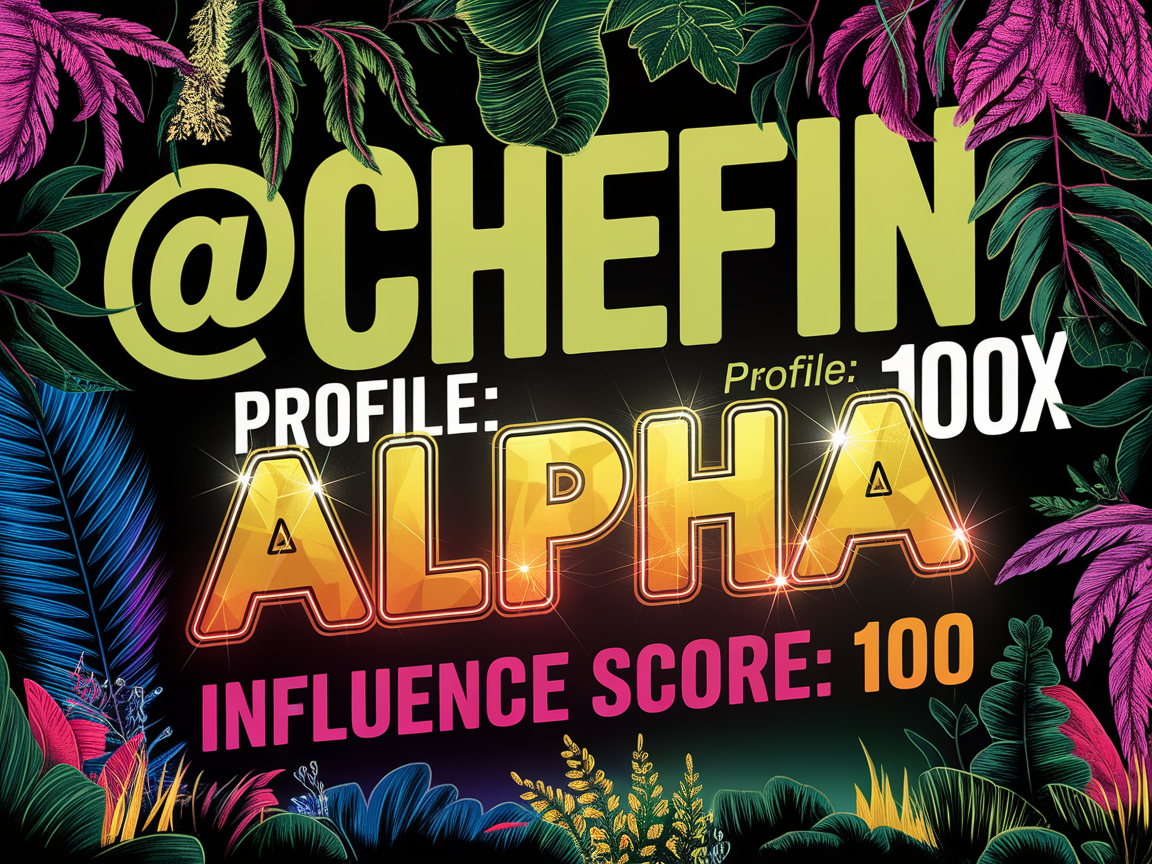 @CHEFIN
PROFILE:
Profile: 100X
ALPHA
INFLUENCE SCORE: 100